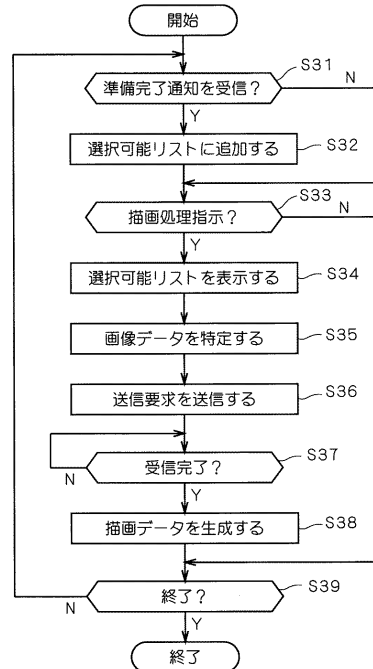 開始
準備完了通知を受信？
S31
N
Y
選択可能リストに追加する
S32
描画処理指示？
S33
N
Y
選択可能リストを表示する
S34
画像データを特定する
S35
送信要求を送信する
S36
受信完了？
S37
N
Y
描画データを生成する
S38
終了？
S39
N
Y
終了